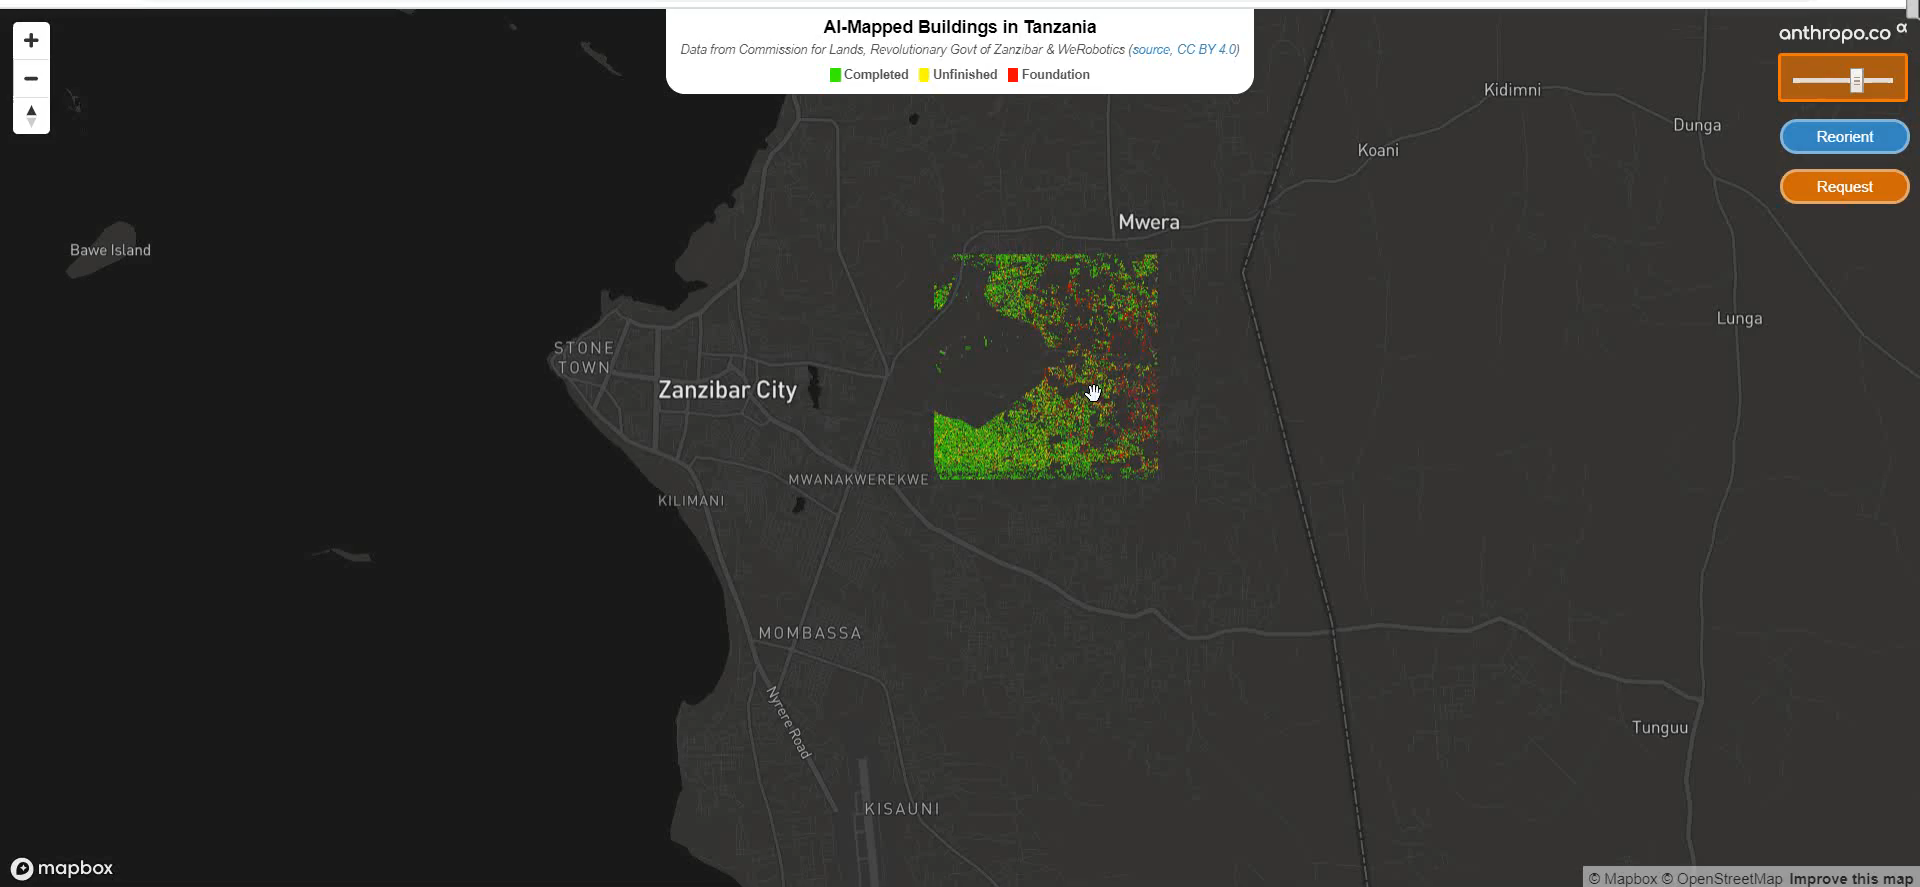 AI-Mapped Buildings in Tanzania
Data from Commission for Lands, Revolutionary Govt of Zanzibar & WeRobotics (source, CC BY 4.0)
Completed Unfinished Foundation
anthropo.co α
Reorient
Request
Kidimni
Dunga
Koani
Mwera
Bawe Island
Lunga
STONE
TOWN
Zanzibar City
MWANAKWEREKWE
KILIMANI
MOMBASSA
Nyrere Road
Tunguu
KISAUNI
mapbox
© Mapbox © OpenStreetMap Improve this map